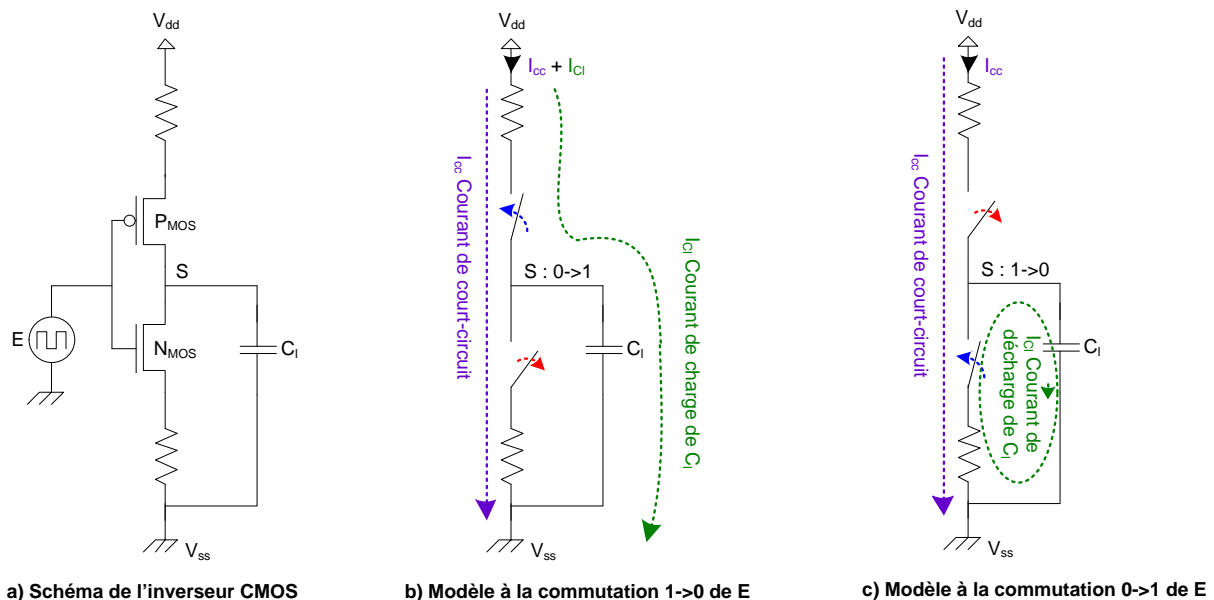 Vdd
PMOS
S
E
NMOS
Cl
Vss
a) Schéma de l'inverseur CMOS
Vdd
Icc + ICl
Icc Courant de court-circuit
ICl Courant de charge de Cl
S : 0->1
Cl
Vss
b) Modèle à la commutation 1->0 de E
Vdd
Icc
Icc Courant de court-circuit
S : 1->0
ICl Courant de
décharge de Cl
Cl
Vss
c) Modèle à la commutation 0->1 de E